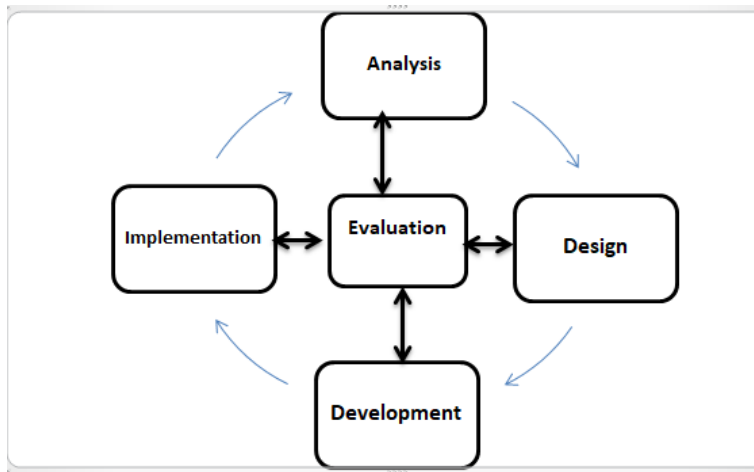 Analysis
Implementation
Evaluation
Design
Development